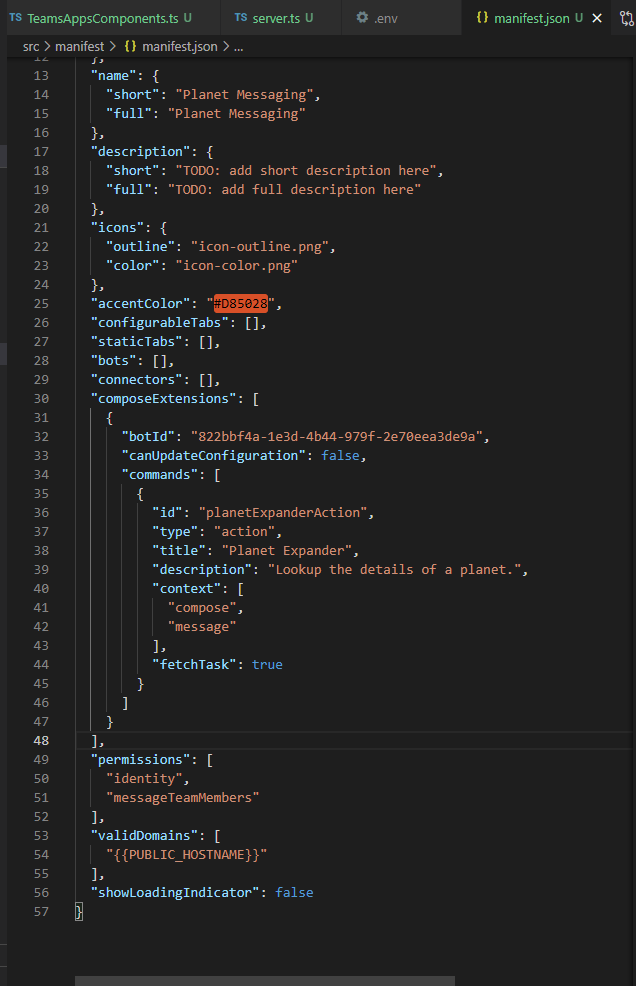 TS TeamsAppsComponents.ts U TS server.ts U .env {} manifest.json U
src > manifest > {} manifest.json > ...
12 },
13 "name": {
14 "short": "Planet Messaging",
15 "full": "Planet Messaging"
16 },
17 "description": {
18 "short": "TODO: add short description here",
19 "full": "TODO: add full description here"
20 },
21 "icons": {
22 "outline": "icon-outline.png",
23 "color": "icon-color.png"
24 },
25 "accentColor": "#D85028",
26 "configurableTabs": [],
27 "staticTabs": [],
28 "bots": [],
29 "connectors": [],
30 "composeExtensions": [
31 {
32 "botId": "822bbf4a-1e3d-4b44-979f-2e70eea3de9a",
33 "canUpdateConfiguration": false,
34 "commands": [
35 {
36 "id": "planetExpanderAction",
37 "type": "action",
38 "title": "Planet Expander",
39 "description": "Lookup the details of a planet.",
40 "context": [
41 "compose",
42 "message"
43 ],
44 "fetchTask": true
45 }
46 ]
47 }
48 ],
49 "permissions": [
50 "identity",
51 "messageTeamMembers"
52 ],
53 "validDomains": [
54 "{{PUBLIC_HOSTNAME}}"
55 ],
56 "showLoadingIndicator": false
57 }